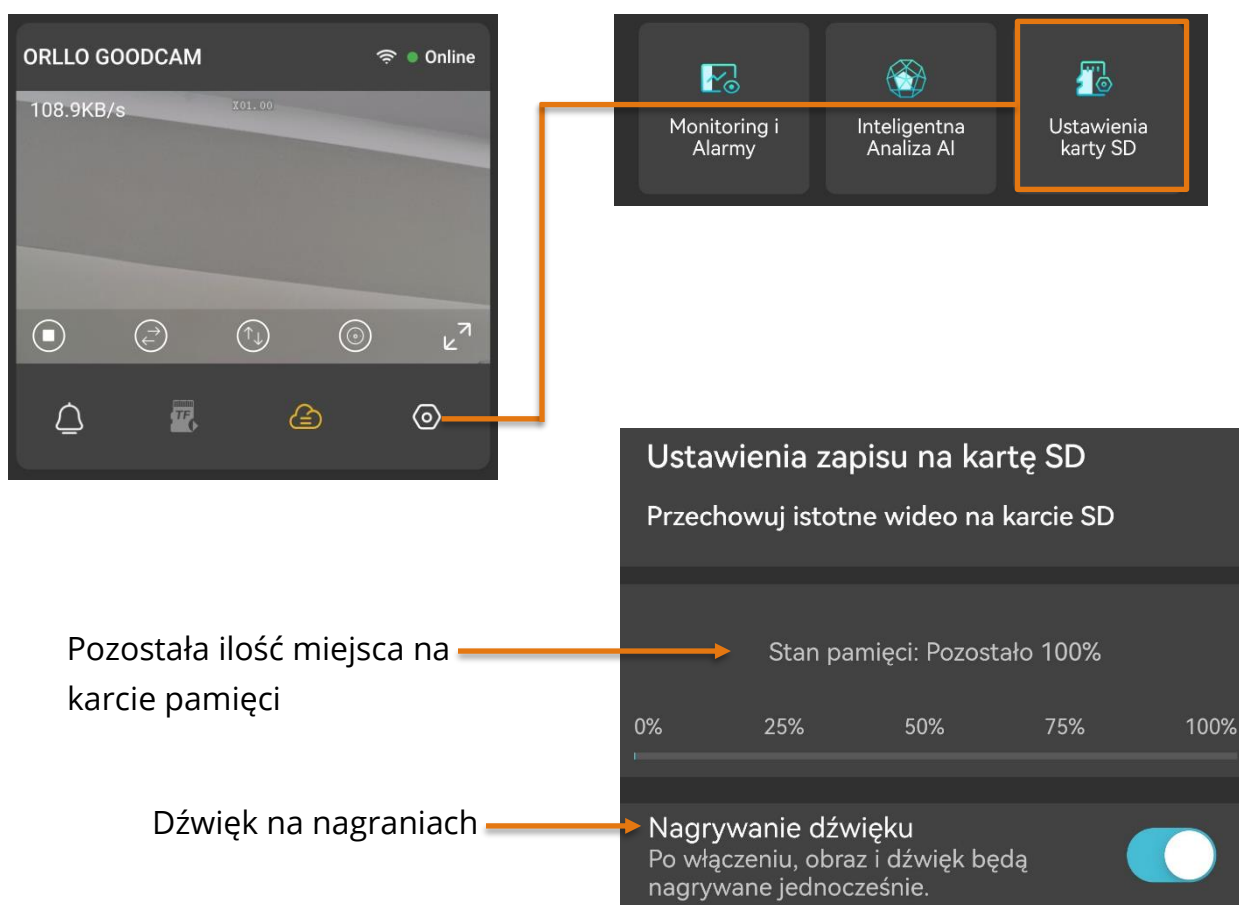 ORLLO GOODCAM
Online
108.9KB/s
X01.00
TF
Monitoring i
Alarmy
Inteligentna
Analiza AI
Ustawienia
karty SD
Ustawienia zapisu na kartę SD
Przechowuj istotne wideo na karcie SD
Pozostała ilość miejsca na
karcie pamięci
Stan pamięci: Pozostało 100%
0% 25% 50% 75% 100%
Dźwięk na nagraniach
Nagrywanie dźwięku
Po włączeniu, obraz i dźwięk będą
nagrywane jednocześnie.